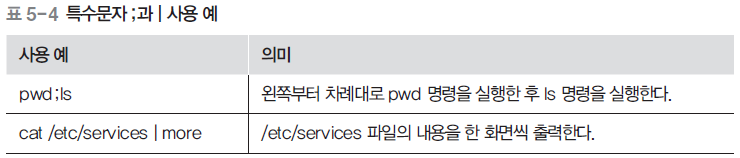 표 5-4 특수문자 ;과 | 사용 예
사용 예 의미
pwd ;ls 왼쪽부터 차례대로 pwd 명령을 실행한 후 ls 명령을 실행한다.
cat /etc/services | more /etc/services 파일의 내용을 한 화면씩 출력한다.